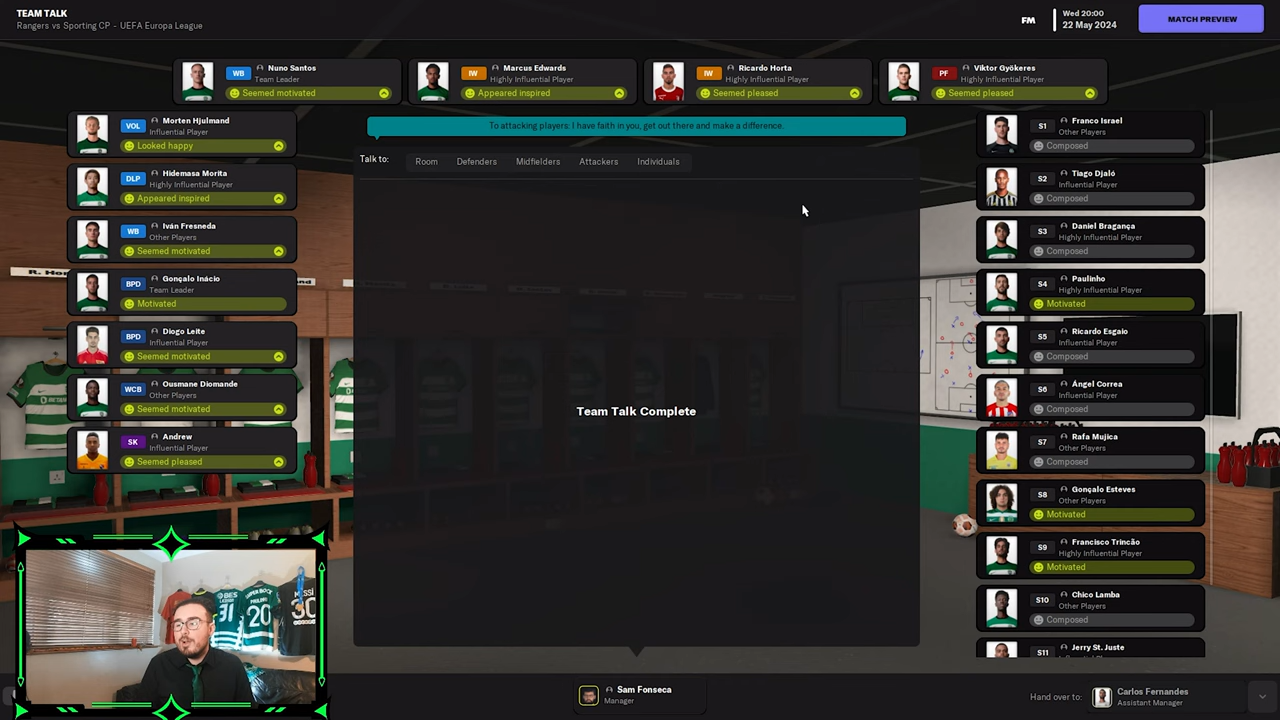 TEAM TALK
Rangers vs Sporting CP - UEFA Europa League
FM
Wed 20:00
22 May 2024
MATCH PREVIEW
WB
Nuno Santos
Team Leader
Seemed motivated
IW
Marcus Edwards
Highly Influential Player
Appeared inspired
IW
Ricardo Horta
Highly Influential Player
Seemed pleased
PF
Viktor Gyökeres
Highly Influential Player
Seemed pleased
VOL
Morten Hjulmand
Influential Player
Looked happy
DLP
Hidemasa Morita
Highly Influential Player
Appeared inspired
WB
Iván Fresneda
Other Players
Seemed motivated
BPD
Gonçalo Inácio
Team Leader
Motivated
BPD
Diogo Leite
Influential Player
Seemed motivated
WCB
Ousmane Diomande
Other Players
Seemed motivated
SK
Andrew
Influential Player
Seemed pleased
To attacking players: I have faith in you, get out there and make a difference.
Talk to:
Room
Defenders
Midfielders
Attackers
Individuals
Team Talk Complete
S1
Franco Israel
Other Players
Composed
S2
Tiago Djaló
Other Players
Composed
S3
Daniel Bragança
Highly Influential Player
Composed
S4
Paulinho
Highly Influential Player
Motivated
S5
Ricardo Esgaio
Influential Player
Composed
S6
Ángel Correa
Influential Player
Composed
S7
Rafa Mujica
Other Players
Composed
S8
Gonçalo Esteves
Other Players
Motivated
S9
Francisco Trincão
Highly Influential Player
Motivated
S10
Chico Lamba
Other Players
Composed
S11
Jerry St. Juste
31
20
30
Sam Fonseca
Manager
Hand over to:
Carlos Fernandes
Assistant Manager